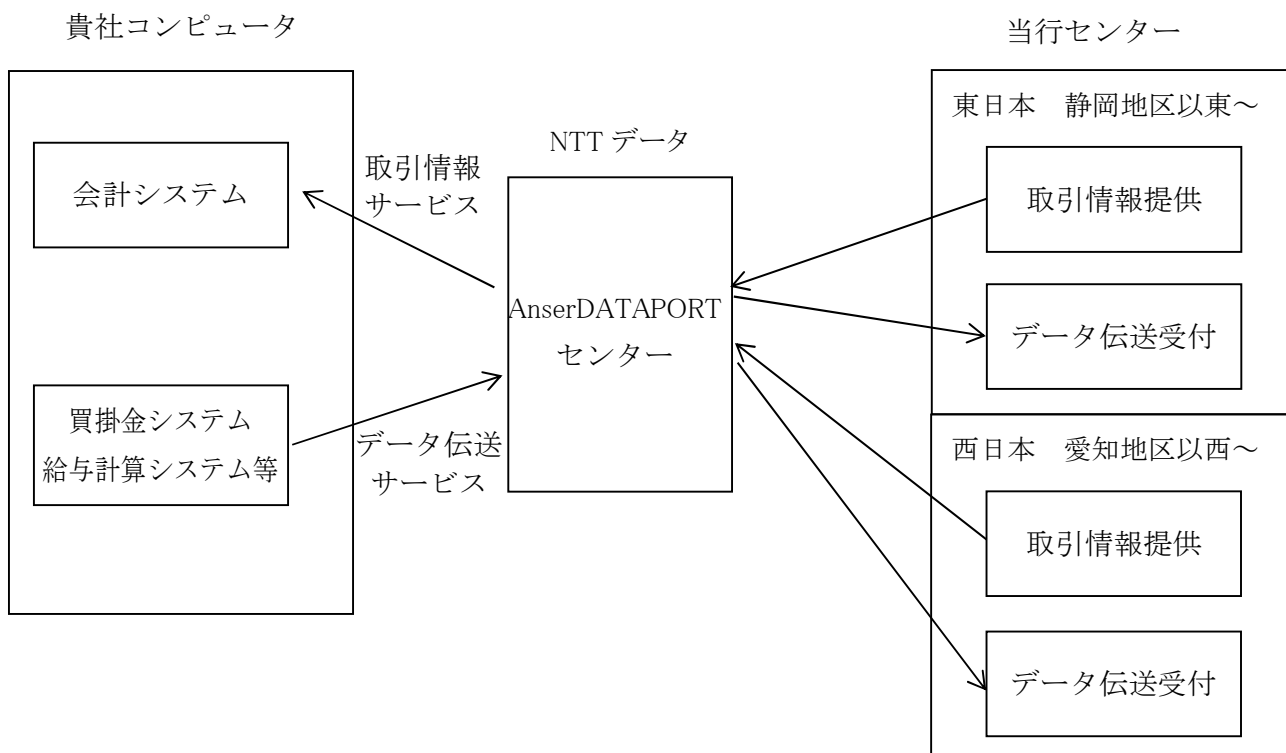 貴社コンピュータ
会計システム
買掛金システム
給与計算システム等
取引情報
サービス
データ伝送
サービス
NTT データ
AnserDATAPORT
センター
当行センター
東日本　静岡地区以東～
取引情報提供
データ伝送受付
西日本　愛知地区以西～
取引情報提供
データ伝送受付